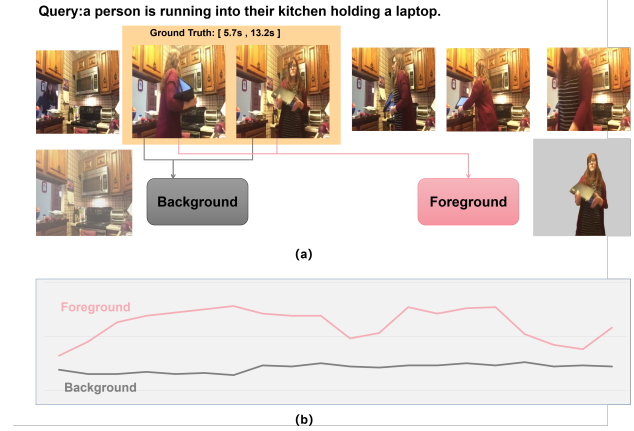 Query:a person is running into their kitchen holding a laptop.
Ground Truth: [ 5.7s , 13.2s ]
Background
Foreground
(a)
Foreground
Background
(b)